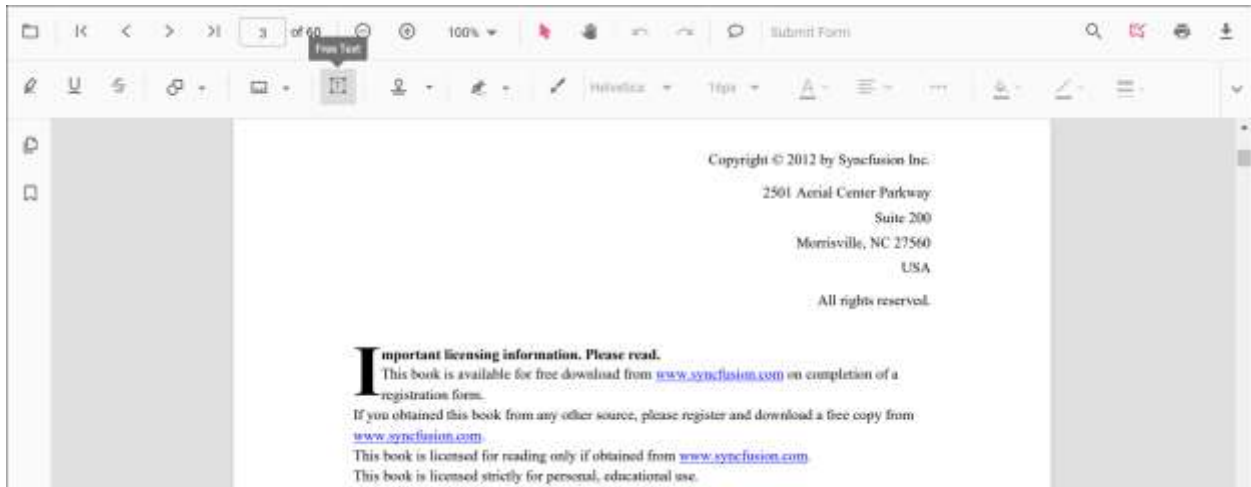 3 of 60
100%
Submit Form
Free Text
Helvetica
16px
Copyright © 2012 by Syncfusion Inc.
2501 Aerial Center Parkway
Suite 200
Morrisville, NC 27560
USA
All rights reserved.
Important licensing information. Please read.
This book is available for free download from www.syncfusion.com on completion of a
registration form.
If you obtained this book from any other source, please register and download a free copy from
www.syncfusion.com.
This book is licensed for reading only if obtained from www.syncfusion.com.
This book is licensed strictly for personal, educational use.